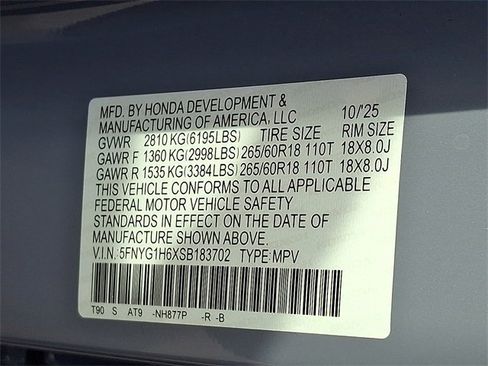 MFD. BY HONDA DEVELOPMENT &
MANUFACTURING OF AMERICA, LLC 10/'25
GVWR 2810 KG(6195LBS) TIRE SIZE RIM SIZE
GAWR F 1360 KG(2998LBS) 265/60R18 110T 18X8.0J
GAWR R 1535 KG(3384LBS) 265/60R18 110T 18X8.0J
THIS VEHICLE CONFORMS TO ALL APPLICABLE
FEDERAL MOTOR VEHICLE SAFETY
STANDARDS IN EFFECT ON THE DATE OF
MANUFACTURE SHOWN ABOVE.
V.I.N.:5FNYG1H6XSB183702 TYPE:MPV
T90 S AT9 -NH877P -R -B